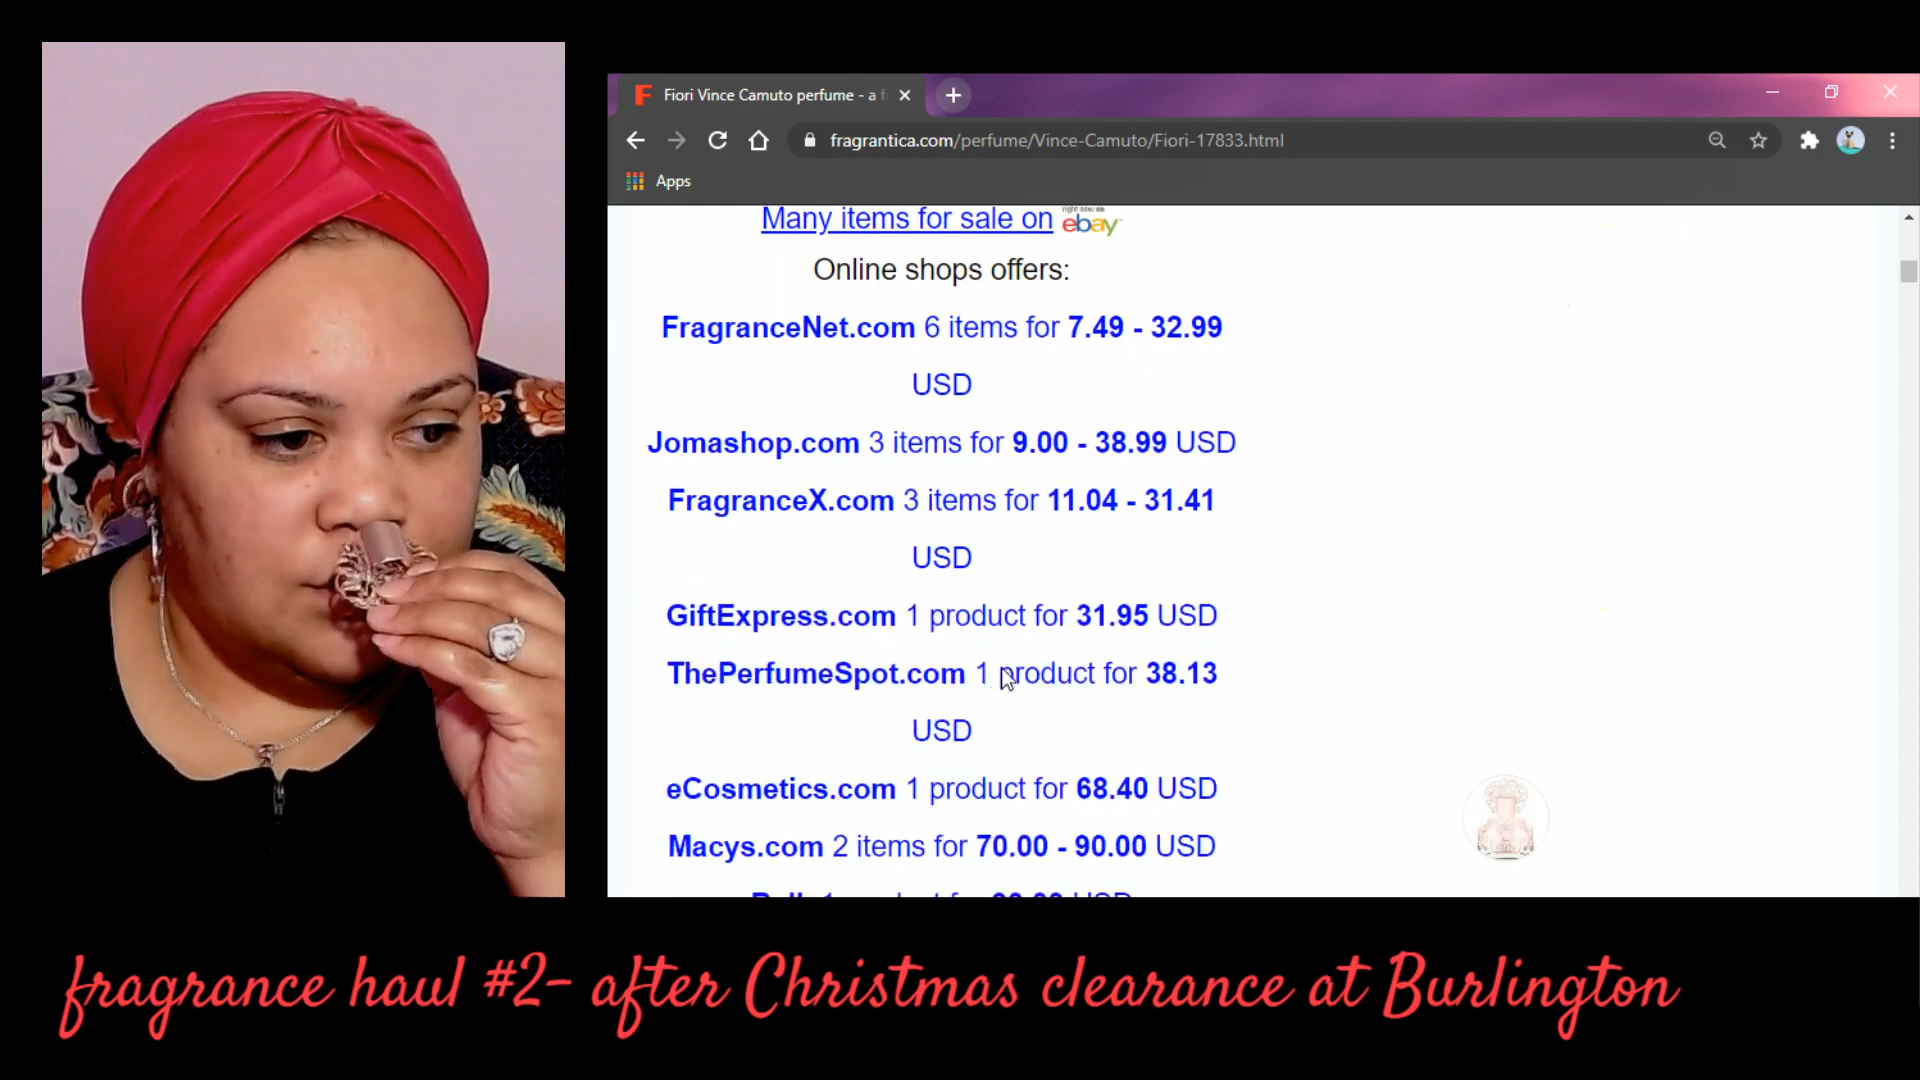 Fiori Vince Camuto perfume - a f
fragrantica.com/perfume/Vince-Camuto/Fiori-17833.html
Apps
Many items for sale on
right now on
ebay
Online shops offers:
FragranceNet.com 6 items for 7.49 - 32.99
USD
Jomashop.com 3 items for 9.00 - 38.99 USD
FragranceX.com 3 items for 11.04 - 31.41
USD
GiftExpress.com 1 product for 31.95 USD
ThePerfumeSpot.com 1 product for 38.13
USD
eCosmetics.com 1 product for 68.40 USD
Macys.com 2 items for 70.00 - 90.00 USD
fragrance haul #2- after Christmas clearance at Burlington